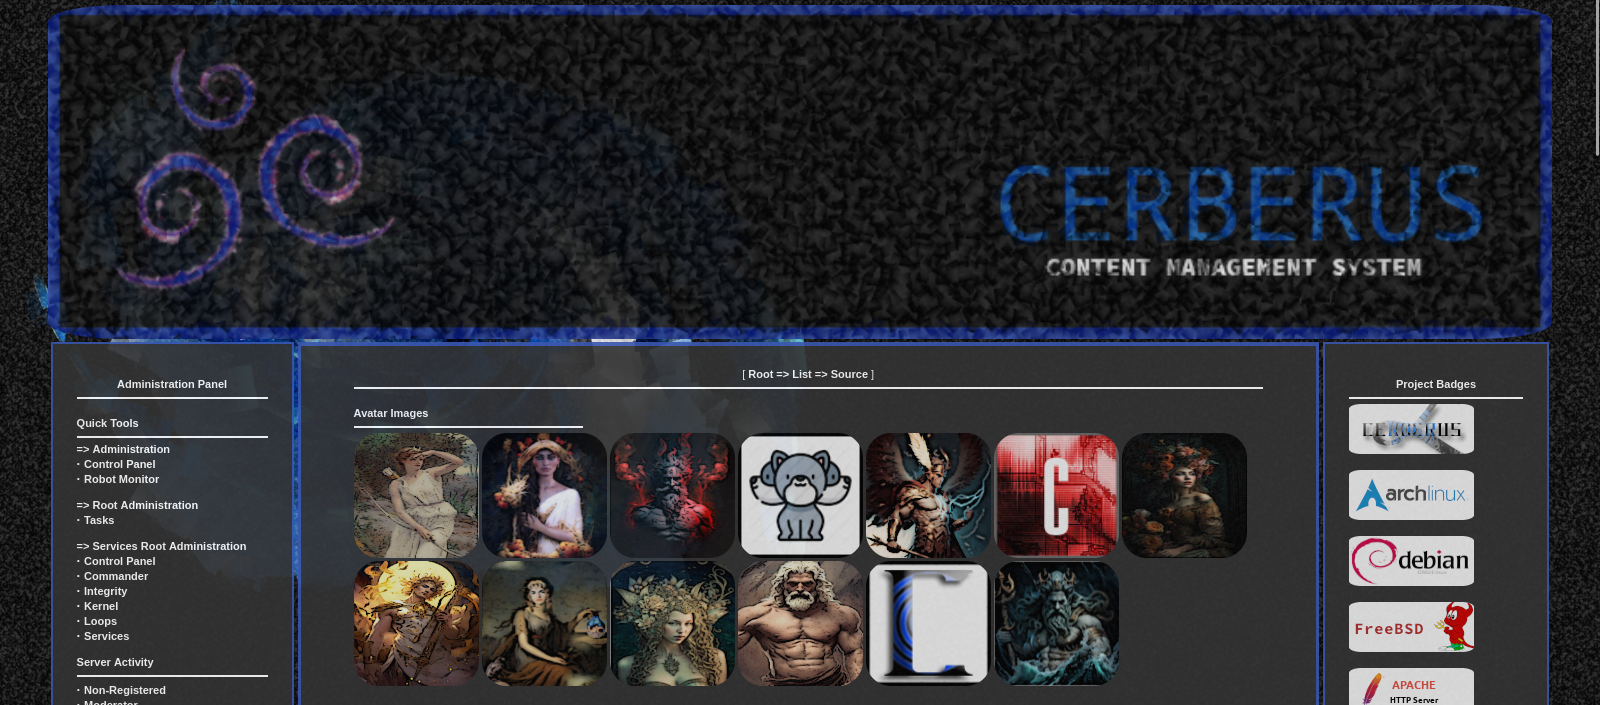 CERBERUS
CONTENT MANAGEMENT SYSTEM
Administration Panel
Quick Tools
=> Administration
· Control Panel
· Robot Monitor
=> Root Administration
· Tasks
=> Services Root Administration
· Control Panel
· Commander
· Integrity
· Kernel
· Loops
· Services
Server Activity
· Non-Registered
· Moderator
[ Root => List => Source ]
Avatar Images
C
Project Badges
CERBERUS
archlinux
debian
FreeBSD
APACHE
HTTP Server